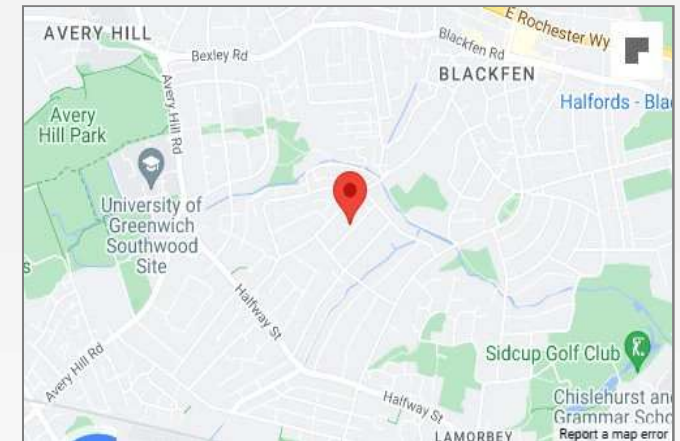 AVERY HILL
E Rochester Wy
Bexley Rd
Blackfen Rd
BLACKFEN
Avery Hill Rd
Halfords - Bla
Avery
Hill Park
University of
Greenwich
Southwood
Site
s
Halfway St
Avery Hill Rd
Sidcup Golf Club
Halfway St
Chislehurst an
Grammar Scho
LAMORBEY
Report a map error